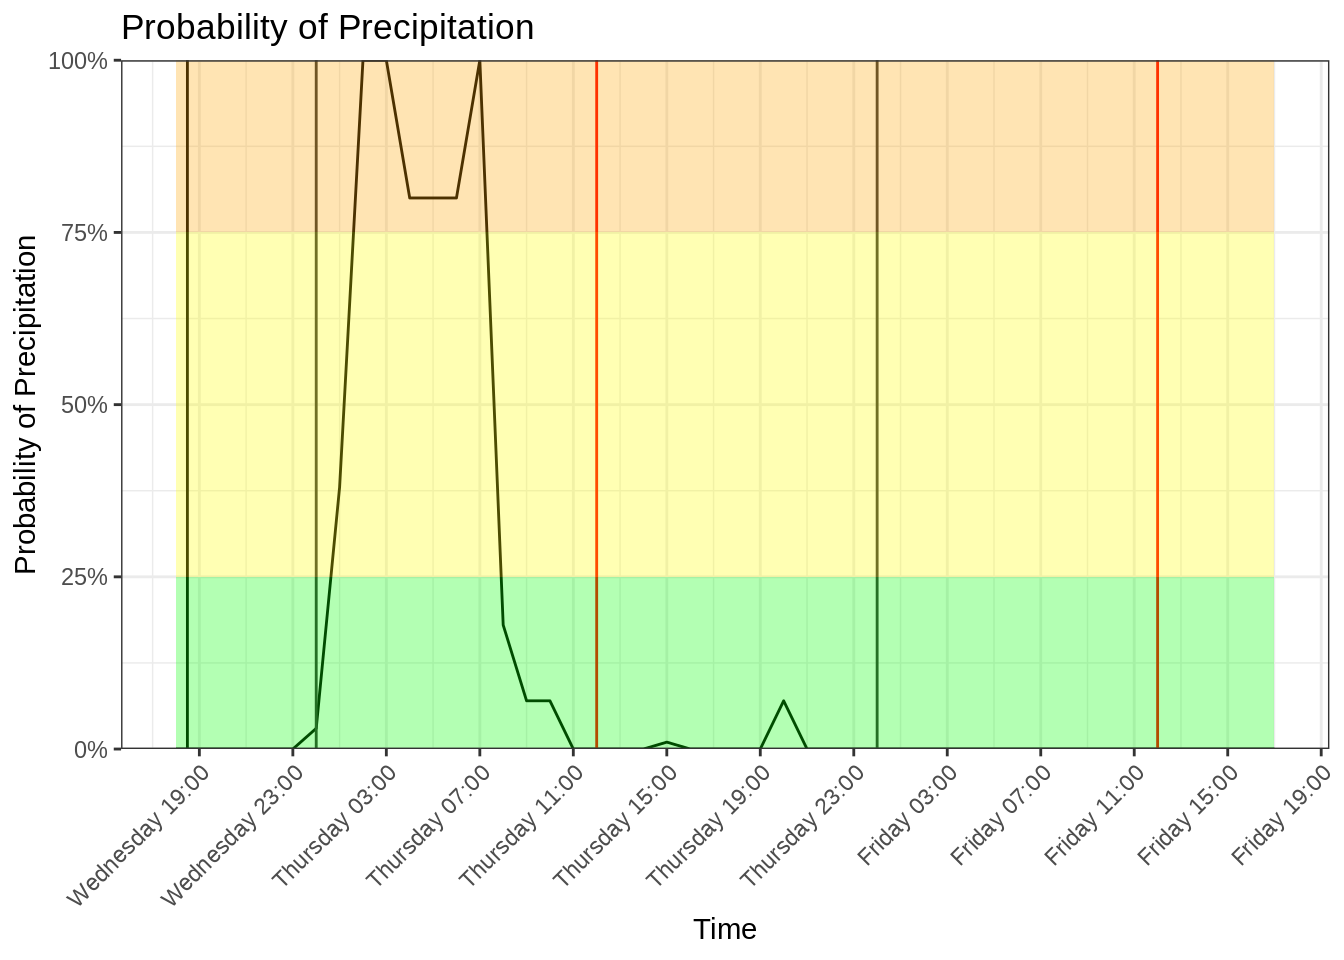 Probability of Precipitation
Probability of Precipitation
100%
75%
50%
25%
0%
Wednesday 19:00
Wednesday 23:00
Thursday 03:00
Thursday 07:00
Thursday 11:00
Thursday 15:00
Thursday 19:00
Thursday 23:00
Friday 03:00
Friday 07:00
Friday 11:00
Friday 15:00
Friday 19:00
Time